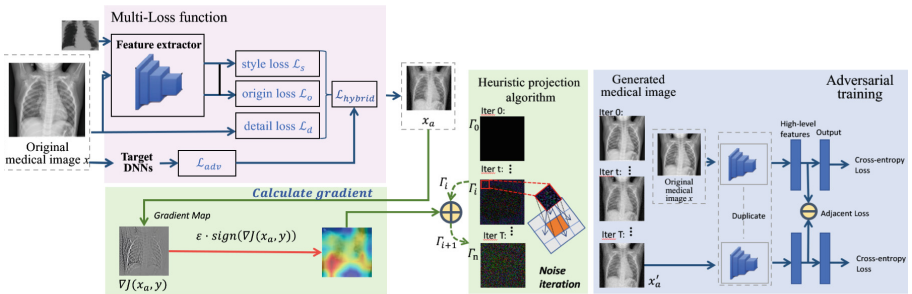 Multi-Loss function
Feature extractor
style loss ℒs
origin loss ℒo
detail loss ℒd
ℒhybrid
Original
medical image x
Target
DNNs
ℒadv
xa
Calculate gradient
Gradient Map
ε · sign(∇J(xa, y))
∇J(xa, y)
Heuristic projection
algorithm
Iter 0:
Γ0
Iter t:
Γi
Γi
Γi+1
Iter T:
Γn
Noise
iteration
Generated
medical image
Adversarial
training
Iter 0:
Iter t:
Iter T:
Original
medical image x
x′a
High-level
features
Output
Duplicate
Cross-entropy
Loss
Adjacent Loss
Cross-entropy
Loss